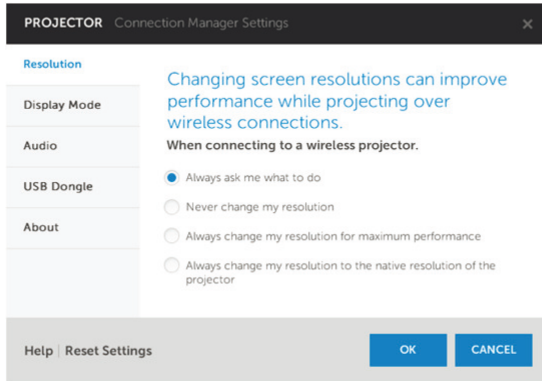 PROJECTOR Connection Manager Settings
Resolution
Display Mode
Audio
USB Dongle
About
Changing screen resolutions can improve
performance while projecting over
wireless connections.
When connecting to a wireless projector.
Always ask me what to do
Never change my resolution
Always change my resolution for maximum performance
Always change my resolution to the native resolution of the
projector
Help | Reset Settings
OK
CANCEL